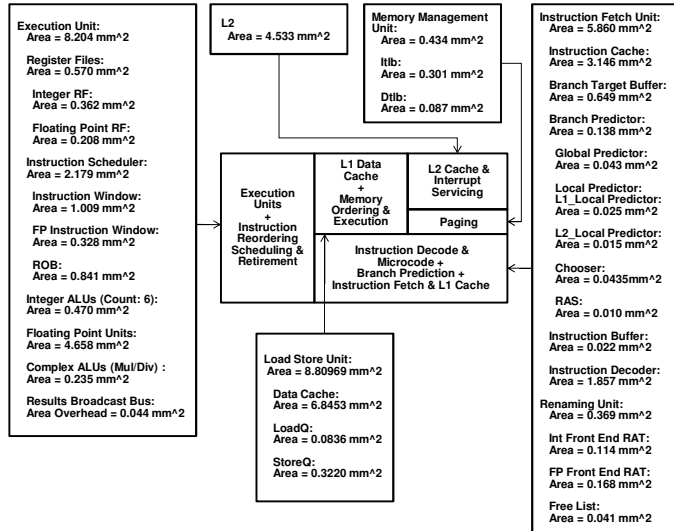 Execution Unit:
Area = 8.204 mm^2
Register Files:
Area = 0.570 mm^2
Integer RF:
Area = 0.362 mm^2
Floating Point RF:
Area = 0.208 mm^2
Instruction Scheduler:
Area = 2.179 mm^2
Instruction Window:
Area = 1.009 mm^2
FP Instruction Window:
Area = 0.328 mm^2
ROB:
Area = 0.841 mm^2
Integer ALUs (Count: 6):
Area = 0.470 mm^2
Floating Point Units:
Area = 4.658 mm^2
Complex ALUs (Mul/Div) :
Area = 0.235 mm^2
Results Broadcast Bus:
Area Overhead = 0.044 mm^2
L2
Area = 4.533 mm^2
Memory Management
Unit:
Area = 0.434 mm^2
Itlb:
Area = 0.301 mm^2
Dtlb:
Area = 0.087 mm^2
Execution
Units
+
Instruction
Reordering
Scheduling &
Retirement
L1 Data
Cache
+
Memory
Ordering &
Execution
L2 Cache &
Interrupt
Servicing
Paging
Instruction Decode &
Microcode +
Branch Prediction +
Instruction Fetch & L1 Cache
Load Store Unit:
Area = 8.80969 mm^2
Data Cache:
Area = 6.8453 mm^2
LoadQ:
Area = 0.0836 mm^2
StoreQ:
Area = 0.3220 mm^2
Instruction Fetch Unit:
Area = 5.860 mm^2
Instruction Cache:
Area = 3.146 mm^2
Branch Target Buffer:
Area = 0.649 mm^2
Branch Predictor:
Area = 0.138 mm^2
Global Predictor:
Area = 0.043 mm^2
Local Predictor:
L1_Local Predictor:
Area = 0.025 mm^2
L2_Local Predictor:
Area = 0.015 mm^2
Chooser:
Area = 0.0435mm^2
RAS:
Area = 0.010 mm^2
Instruction Buffer:
Area = 0.022 mm^2
Instruction Decoder:
Area = 1.857 mm^2
Renaming Unit:
Area = 0.369 mm^2
Int Front End RAT:
Area = 0.114 mm^2
FP Front End RAT:
Area = 0.168 mm^2
Free List:
Area = 0.041 mm^2